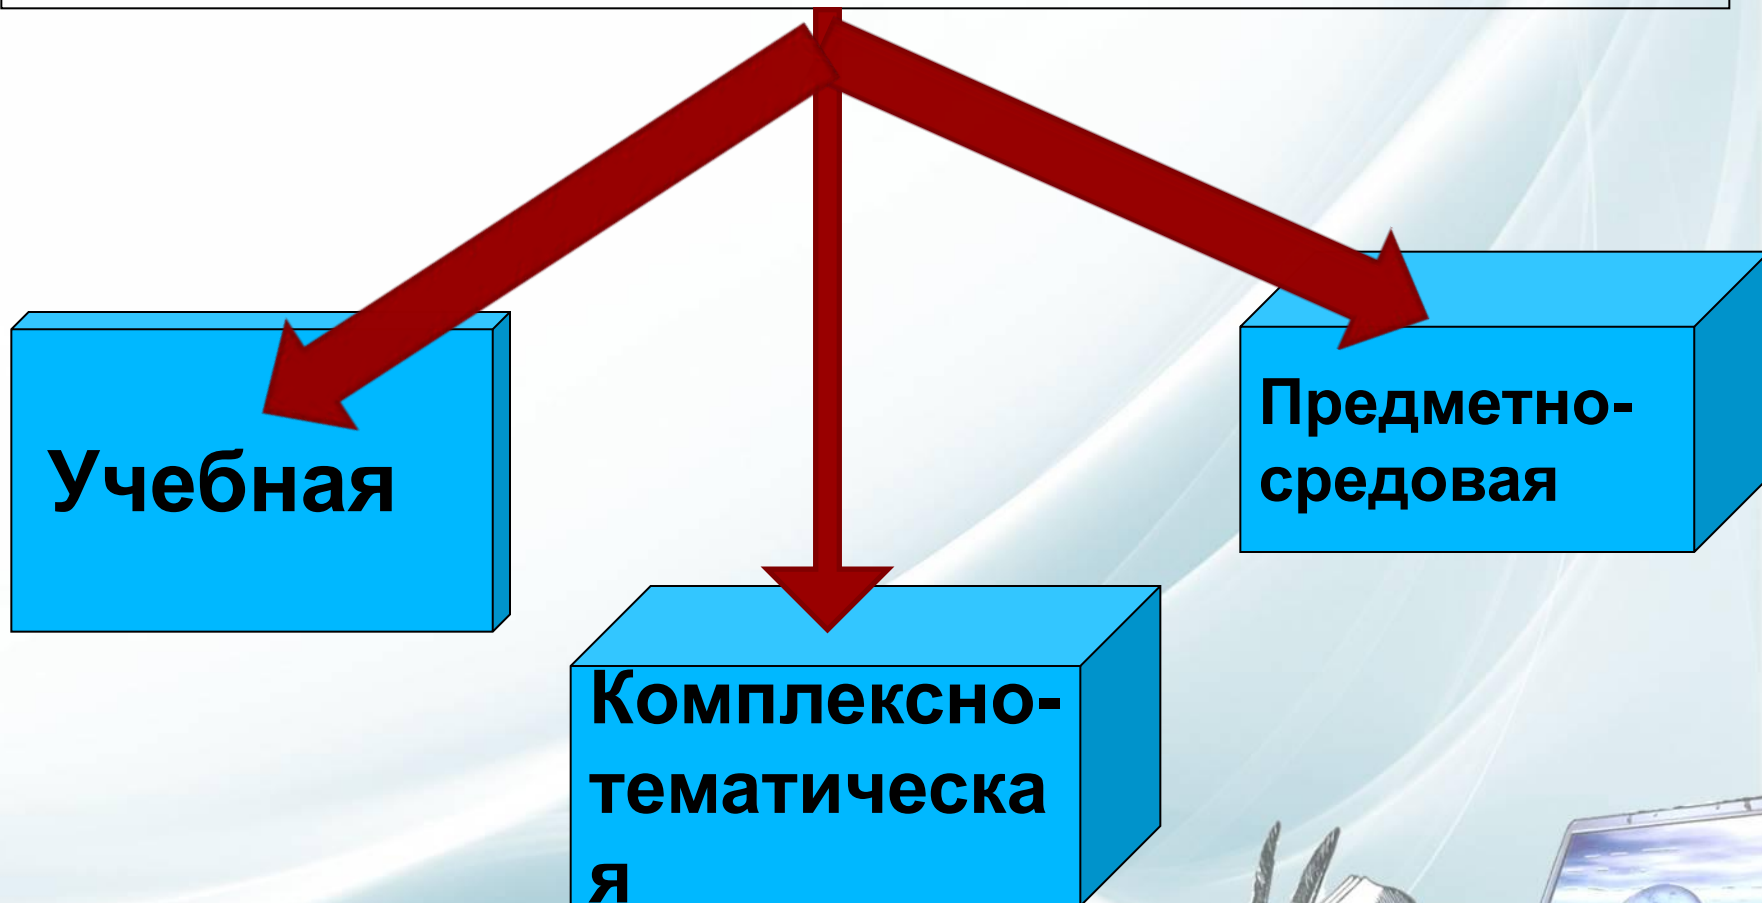 Учебная
Предметно-
средовая
Комплексно-
тематическа
я